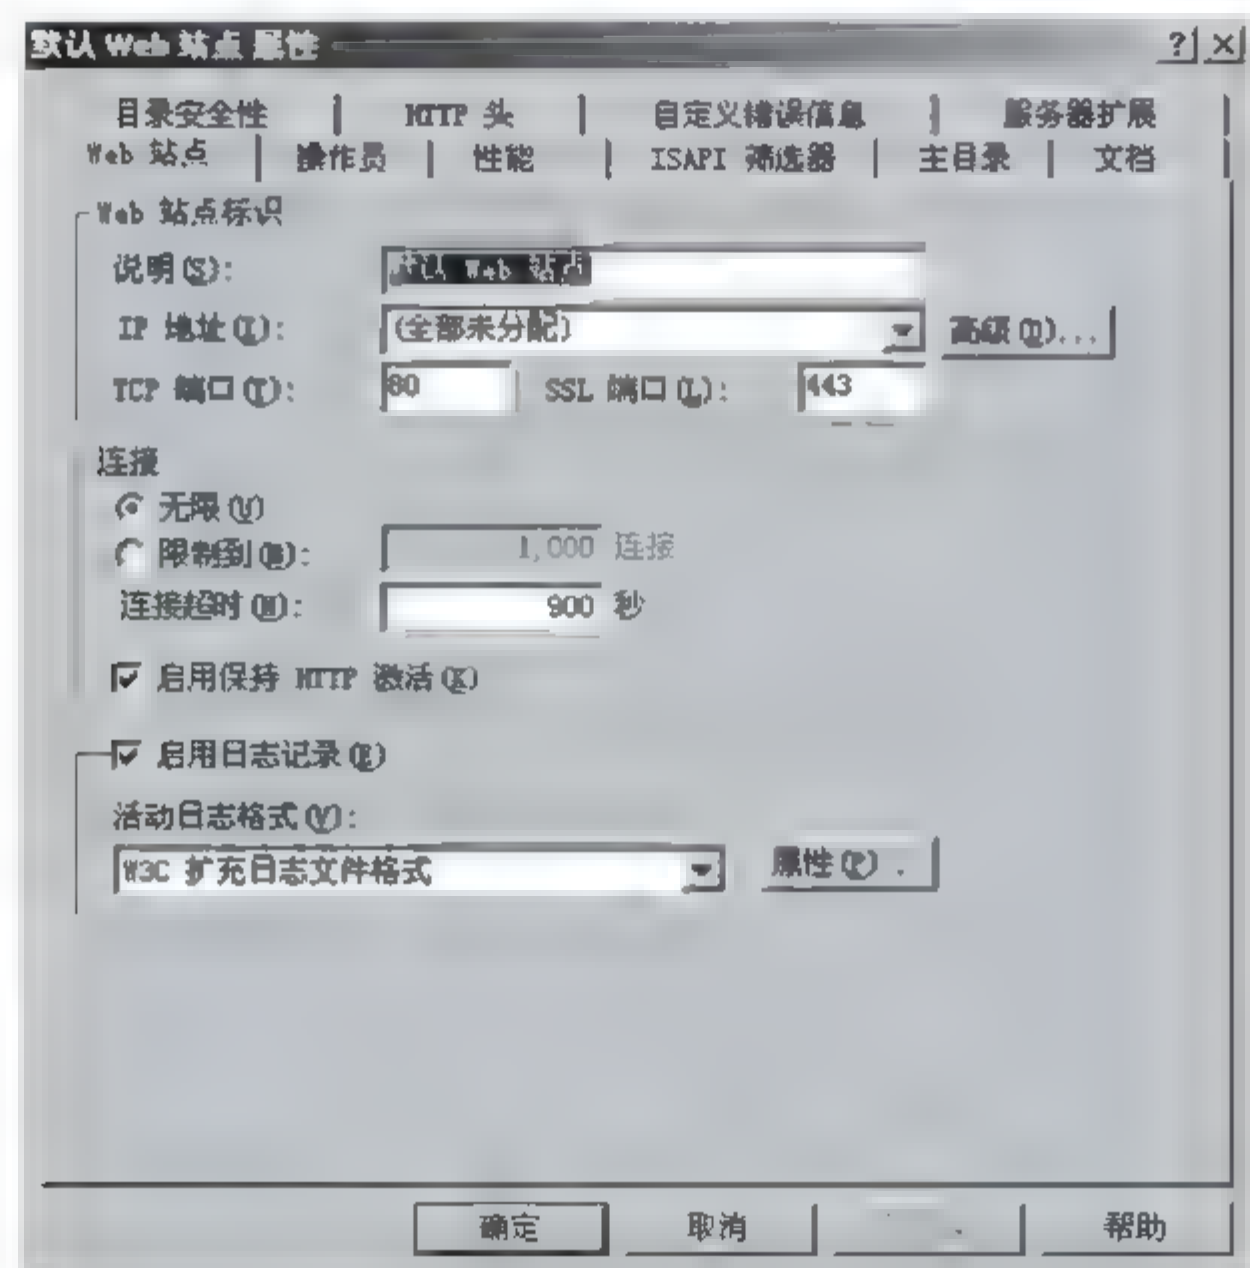 默认 Web 站点 属性
目录安全性 HTTP 头 自定义错误信息 服务器扩展
Web 站点 操作员 性能 ISAPI 筛选器 主目录 文档
Web 站点标识
说明(S): 默认 Web 站点
IP 地址(I): (全部未分配) 高级(D)...
TCP 端口(T): 80 SSL 端口(L): 443
连接
无限(U)
限制到(M): 1,000 连接
连接超时(N): 900 秒
启用保持 HTTP 激活(K)
启用日志记录(E)
活动日志格式(V):
W3C 扩充日志文件格式 属性(P) .
确定 取消 帮助